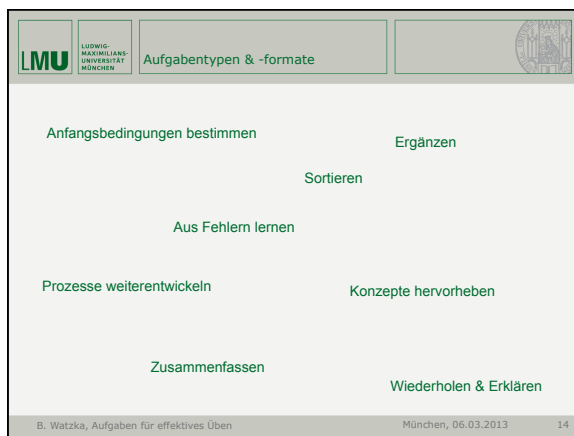 LMU
LUDWIG-
MAXIMILIANS-
UNIVERSITÄT
MÜNCHEN
Aufgabentypen & -formate
Anfangsbedingungen bestimmen
Ergänzen
Sortieren
Aus Fehlern lernen
Prozesse weiterentwickeln
Konzepte hervorheben
Zusammenfassen
Wiederholen & Erklären
B. Watzka, Aufgaben für effektives Üben
München, 06.03.2013
14